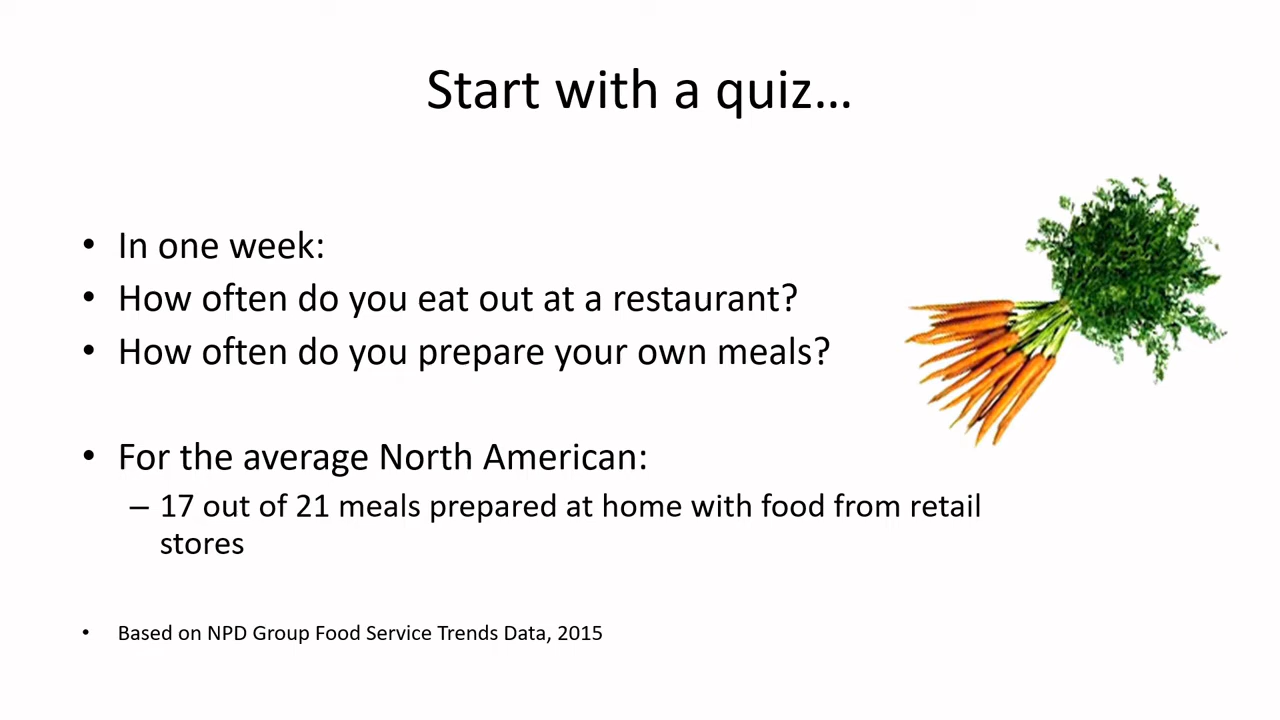 Start with a quiz…
• In one week:
• How often do you eat out at a restaurant?
• How often do you prepare your own meals?
• For the average North American:
– 17 out of 21 meals prepared at home with food from retail
stores
• Based on NPD Group Food Service Trends Data, 2015